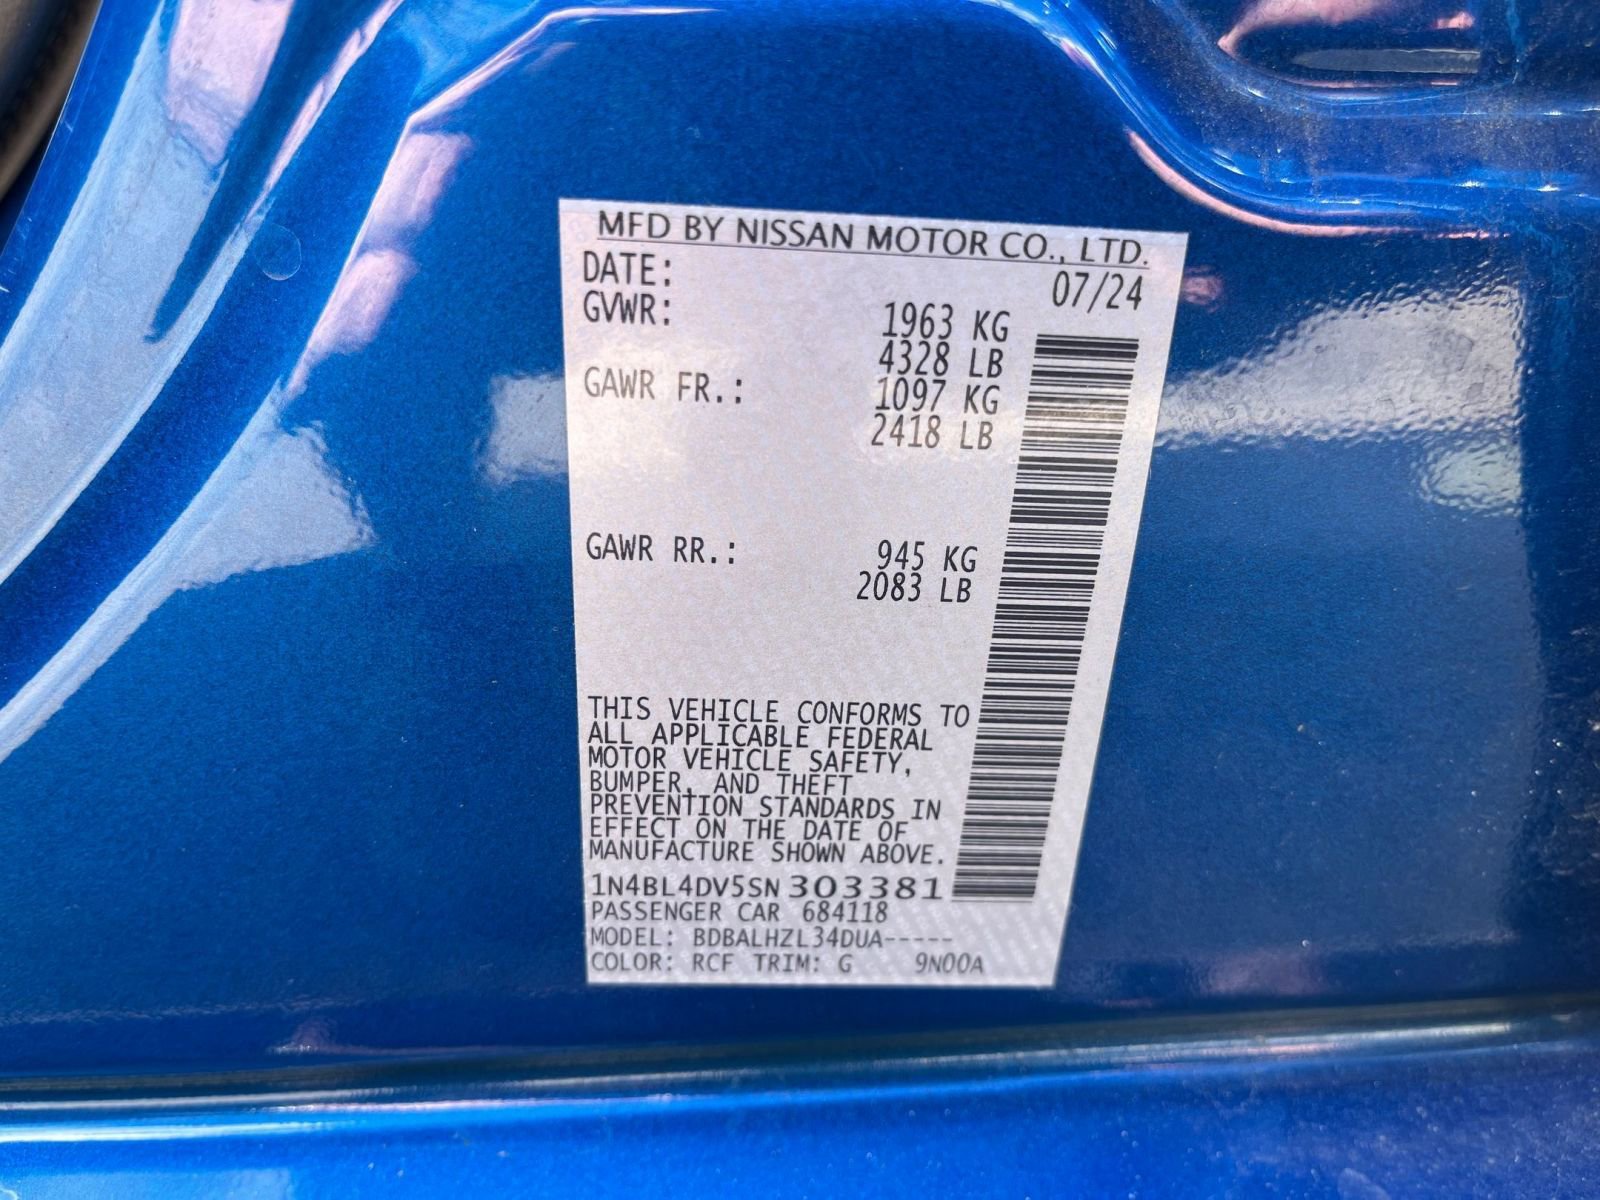 MFD BY NISSAN MOTOR CO., LTD.
DATE: 07/24
GVWR: 1963 KG
4328 LB
GAWR FR.: 1097 KG
2418 LB
GAWR RR.: 945 KG
2083 LB
THIS VEHICLE CONFORMS TO
ALL APPLICABLE FEDERAL
MOTOR VEHICLE SAFETY,
BUMPER, AND THEFT
PREVENTION STANDARDS IN
EFFECT ON THE DATE OF
MANUFACTURE SHOWN ABOVE.
1N4BL4DV5SN303381
PASSENGER CAR 684118
MODEL: BDBALHZL34DUA-----
COLOR: RCF TRIM: G 9N00A